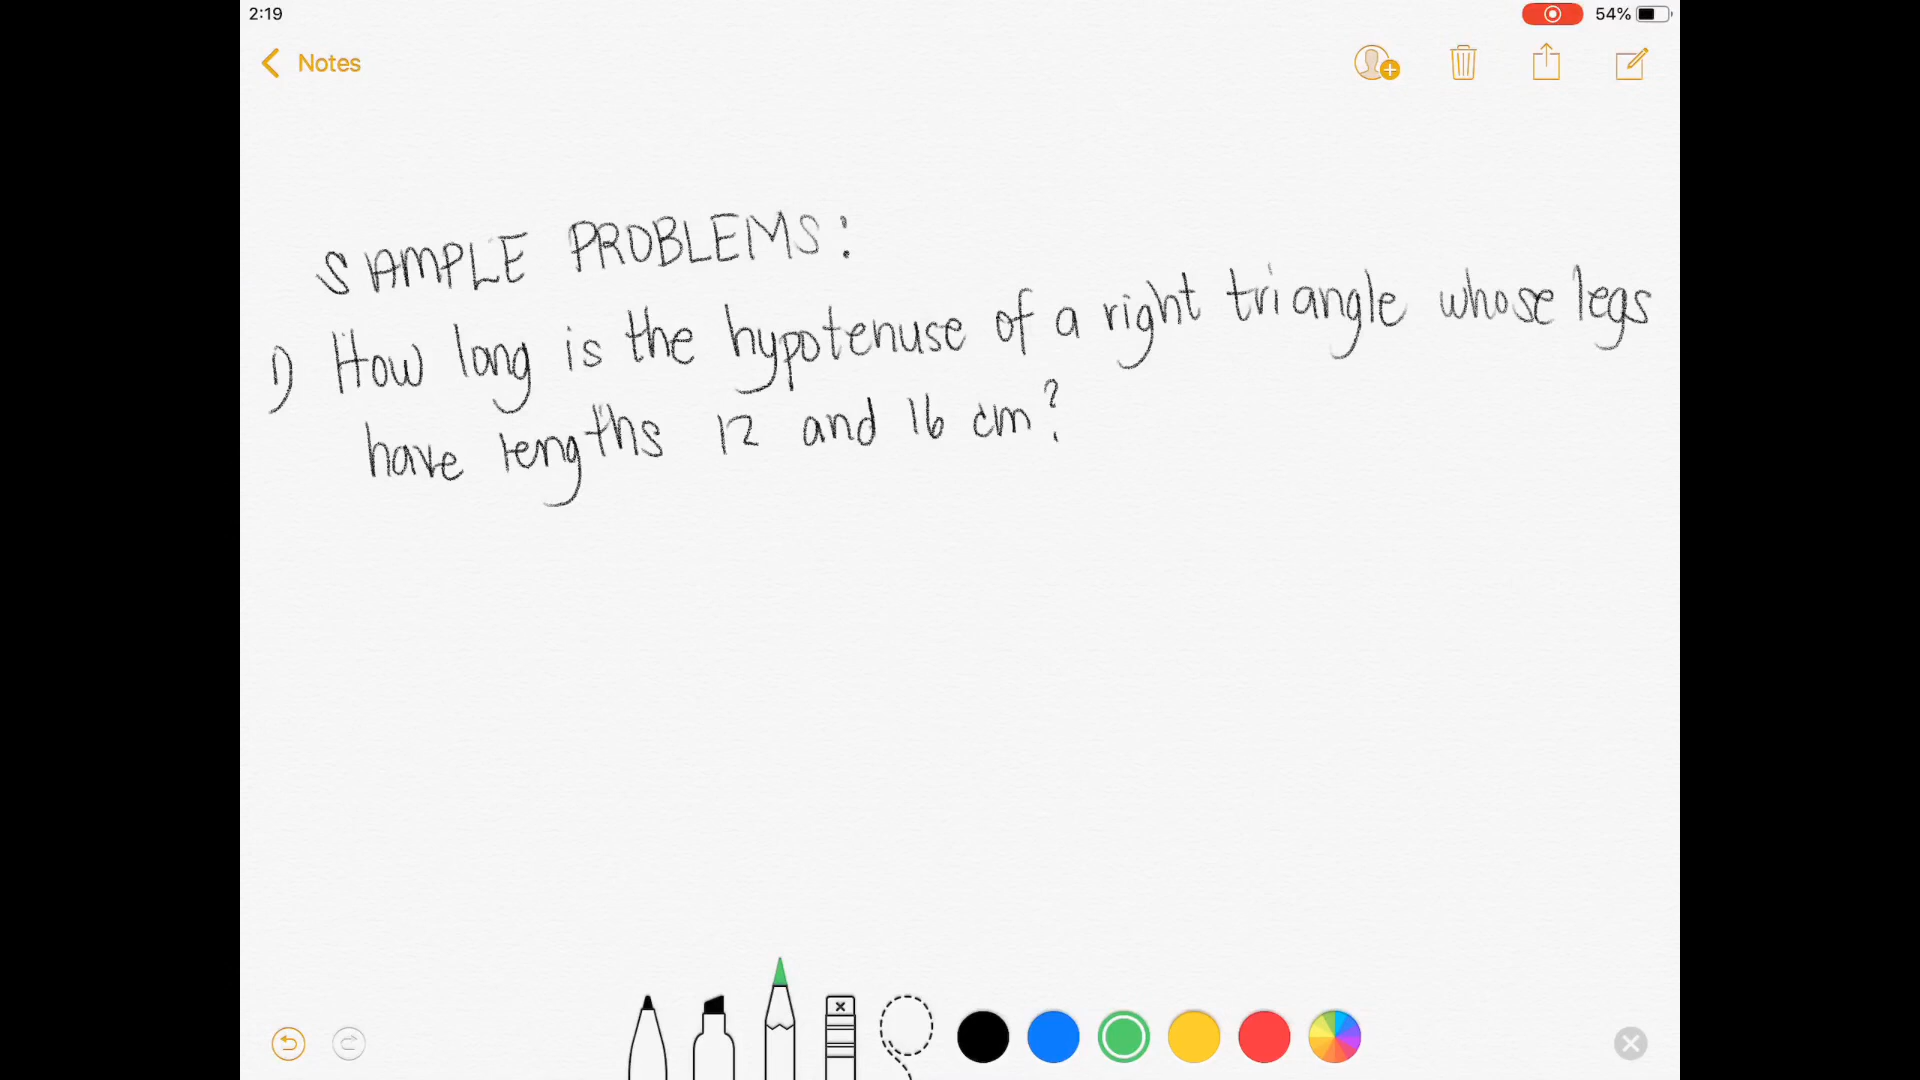 2:19
54%
Notes
SAMPLE PROBLEMS:
1) How long is the hypotenuse of a right triangle whose legs
have lengths 12 and 16 cm?